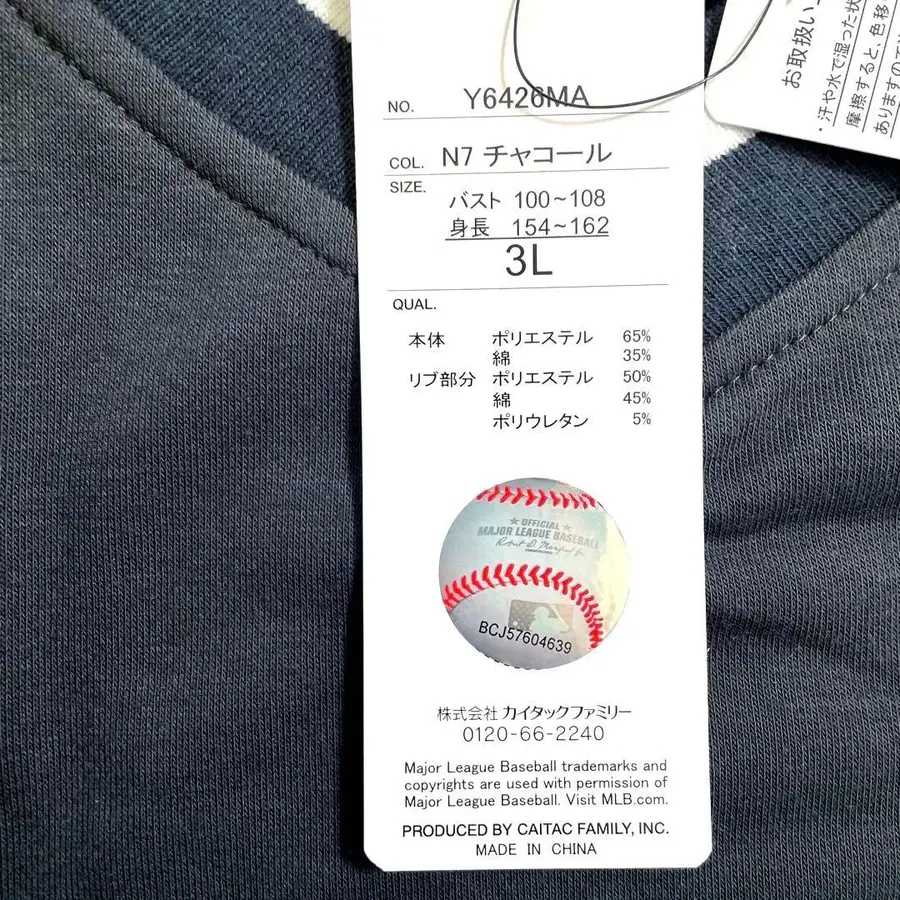 NO. Y6426MA
COL. N7 チャコール
SIZE.
バスト 100~108
身長 154~162
3L
QUAL.
本体 ポリエステル 65%
綿 35%
リブ部分 ポリエステル 50%
綿 45%
ポリウレタン 5%
★ OFFICIAL ★
MAJOR LEAGUE BASEBALL
BCJ57604639
株式会社 カイタックファミリー
0120-66-2240
Major League Baseball trademarks and
copyrights are used with permission of
Major League Baseball. Visit MLB.com.
PRODUCED BY CAITAC FAMILY, INC.
MADE IN CHINA
お取扱い上
・汗や水で湿った状
摩擦すると、色移
ありますので